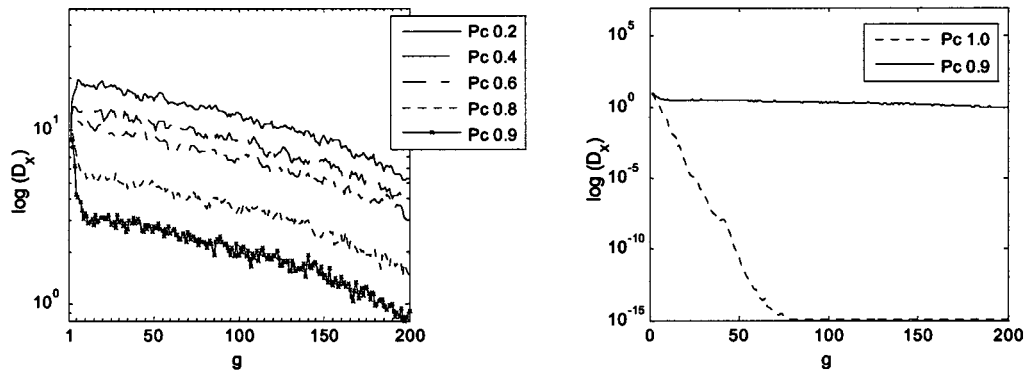 Pc 0.2
Pc 0.4
Pc 0.6
Pc 0.8
Pc 0.9
log (D_x)
10^1
10^0
1 50 100 150 200
g
Pc 1.0
Pc 0.9
log (D_x)
10^5
10^0
10^-5
10^-10
10^-15
0 50 100 150 200
g